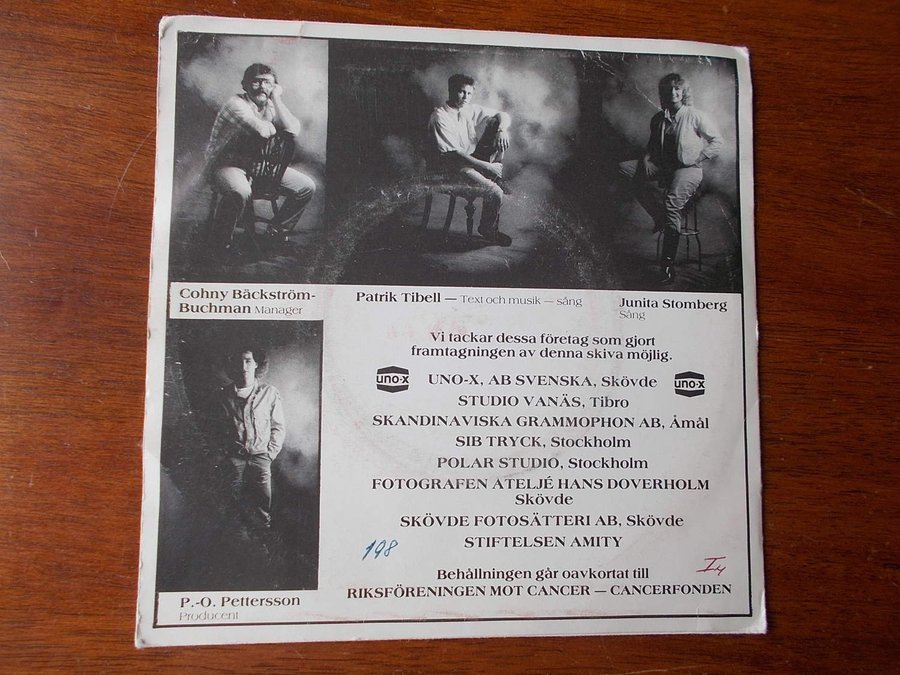 Cohny Bäckström-
Buchman Manager
Patrik Tibell — Text och musik — sång
Junita Stomberg
Sång
Vi tackar dessa företag som gjort
framtagningen av denna skiva möjlig.
uno-x
UNO-X, AB SVENSKA, Skövde
uno-x
STUDIO VANÄS, Tibro
SKANDINAVISKA GRAMMOPHON AB, Åmål
SIB TRYCK, Stockholm
POLAR STUDIO, Stockholm
FOTOGRAFEN ATELJÉ HANS DOVERHOLM
Skövde
SKÖVDE FOTOSÄTTERI AB, Skövde
STIFTELSEN AMITY
198
Behållningen går oavkortat till
RIKSFÖRENINGEN MOT CANCER — CANCERFONDEN
P.-O. Pettersson
Producent